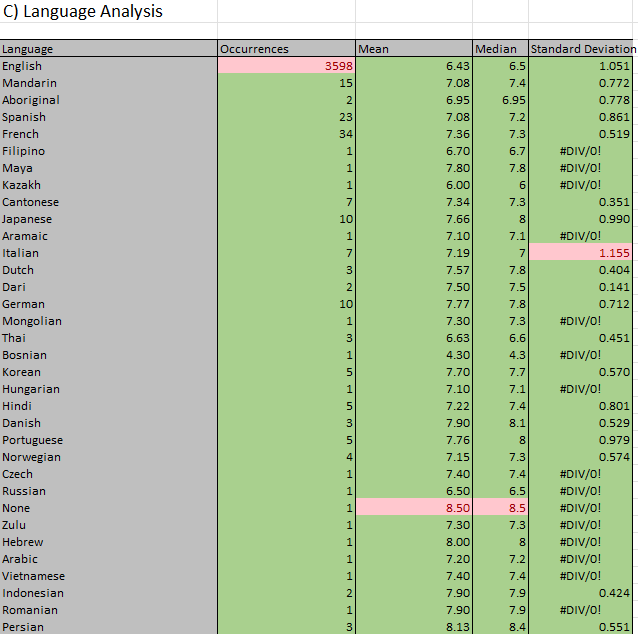 C) Language Analysis
Language Occurrences Mean Median Standard Deviation
English 3598 6.43 6.5 1.051
Mandarin 15 7.08 7.4 0.772
Aboriginal 2 6.95 6.95 0.778
Spanish 23 7.08 7.2 0.861
French 34 7.36 7.3 0.519
Filipino 1 6.70 6.7 #DIV/0!
Maya 1 7.80 7.8 #DIV/0!
Kazakh 1 6.00 6 #DIV/0!
Cantonese 7 7.34 7.3 0.351
Japanese 10 7.66 8 0.990
Aramaic 1 7.10 7.1 #DIV/0!
Italian 7 7.19 7 1.155
Dutch 3 7.57 7.8 0.404
Dari 2 7.50 7.5 0.141
German 10 7.77 7.8 0.712
Mongolian 1 7.30 7.3 #DIV/0!
Thai 3 6.63 6.6 0.451
Bosnian 1 4.30 4.3 #DIV/0!
Korean 5 7.70 7.7 0.570
Hungarian 1 7.10 7.1 #DIV/0!
Hindi 5 7.22 7.4 0.801
Danish 3 7.90 8.1 0.529
Portuguese 5 7.76 8 0.979
Norwegian 4 7.15 7.3 0.574
Czech 1 7.40 7.4 #DIV/0!
Russian 1 6.50 6.5 #DIV/0!
None 1 8.50 8.5 #DIV/0!
Zulu 1 7.30 7.3 #DIV/0!
Hebrew 1 8.00 8 #DIV/0!
Arabic 1 7.20 7.2 #DIV/0!
Vietnamese 1 7.40 7.4 #DIV/0!
Indonesian 2 7.90 7.9 0.424
Romanian 1 7.90 7.9 #DIV/0!
Persian 3 8.13 8.4 0.551